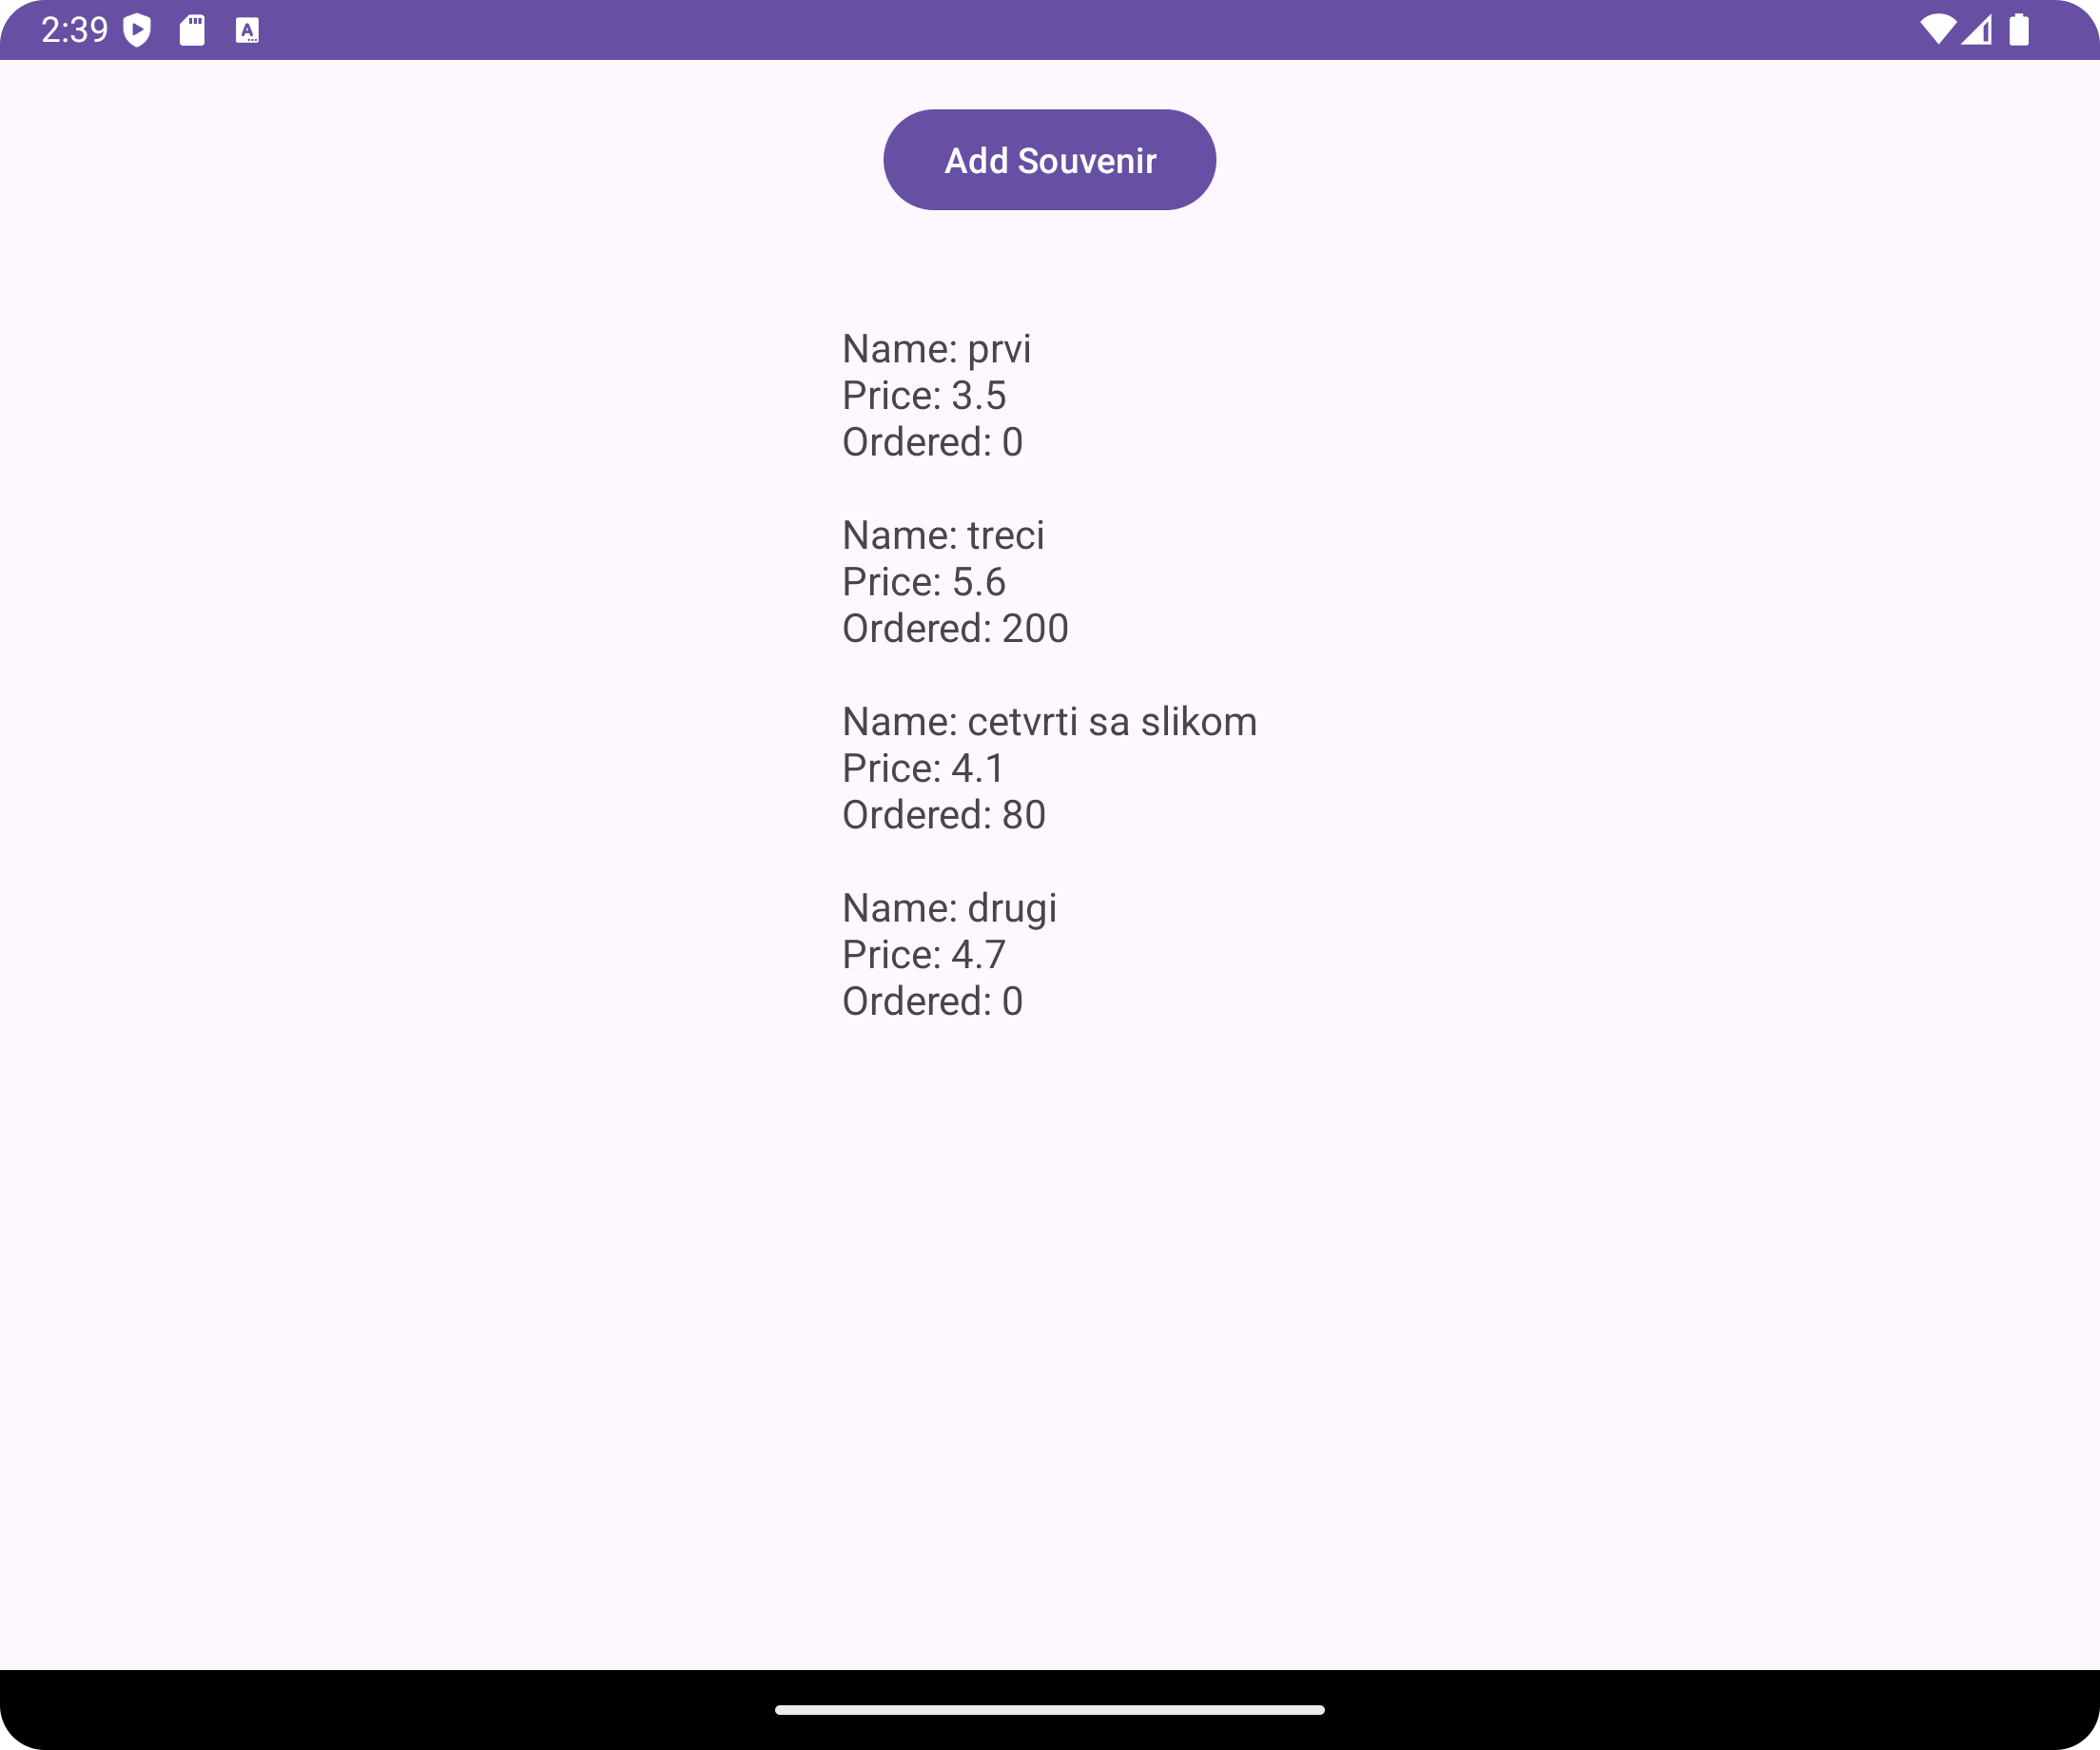 2:39
Add Souvenir
Name: prvi
Price: 3.5
Ordered: 0
Name: treci
Price: 5.6
Ordered: 200
Name: cetvrti sa slikom
Price: 4.1
Ordered: 80
Name: drugi
Price: 4.7
Ordered: 0